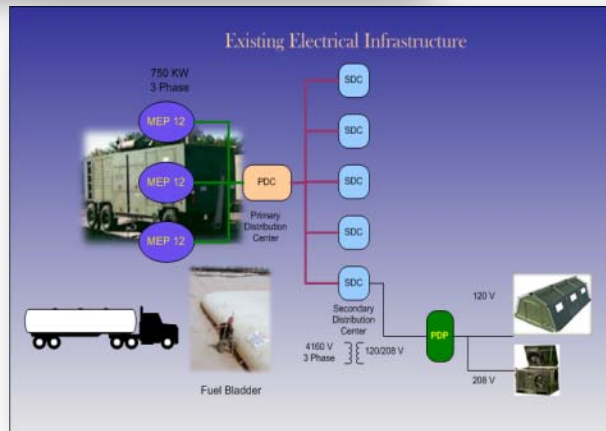 Existing Electrical Infrastructure
750 KW
3 Phase
MEP 12
MEP 12
MEP 12
PDC
Primary
Distribution
Center
SDC
SDC
SDC
SDC
SDC
Secondary
Distribution
Center
4160 V
3 Phase
120/208 V
PDP
120 V
208 V
Fuel Bladder